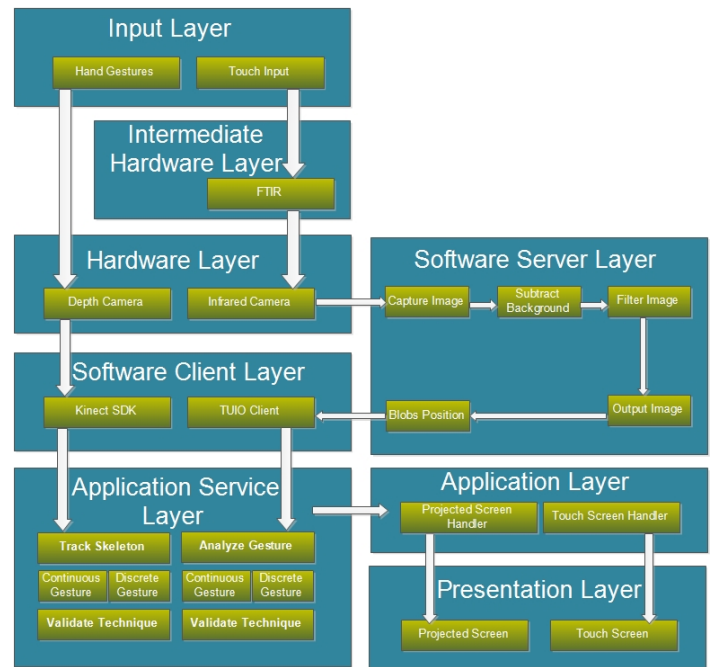 Input Layer
Hand Gestures
Touch Input
Intermediate
Hardware Layer
FTIR
Hardware Layer
Depth Camera
Infrared Camera
Software Server Layer
Capture Image
Subtract
Background
Filter Image
Output Image
Blobs Position
Software Client Layer
Kinect SDK
TUIO Client
Application Service
Layer
Track Skeleton
Analyze Gesture
Continuous
Gesture
Discrete
Gesture
Continuous
Gesture
Discrete
Gesture
Validate Technique
Validate Technique
Application Layer
Projected Screen
Handler
Touch Screen Handler
Presentation Layer
Projected Screen
Touch Screen